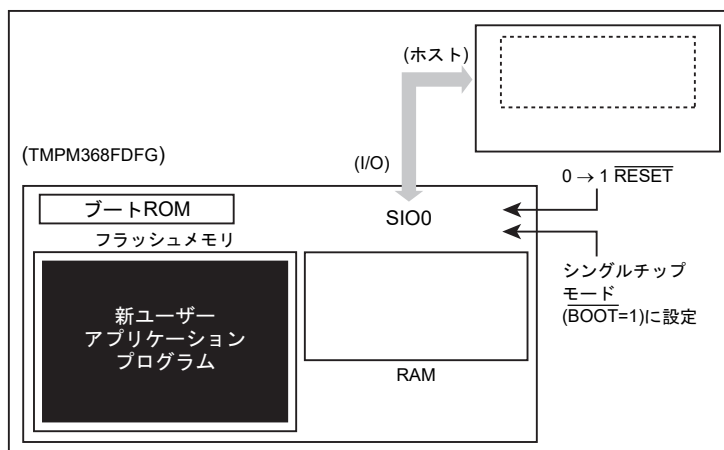 (ホスト)
(TMPM368FDFG)
(I/O)
0 → 1 RESET
ブートROM
SIO0
フラッシュメモリ
シングルチップ
モード
(BOOT=1)に設定
新ユーザー
アプリケーション
プログラム
RAM